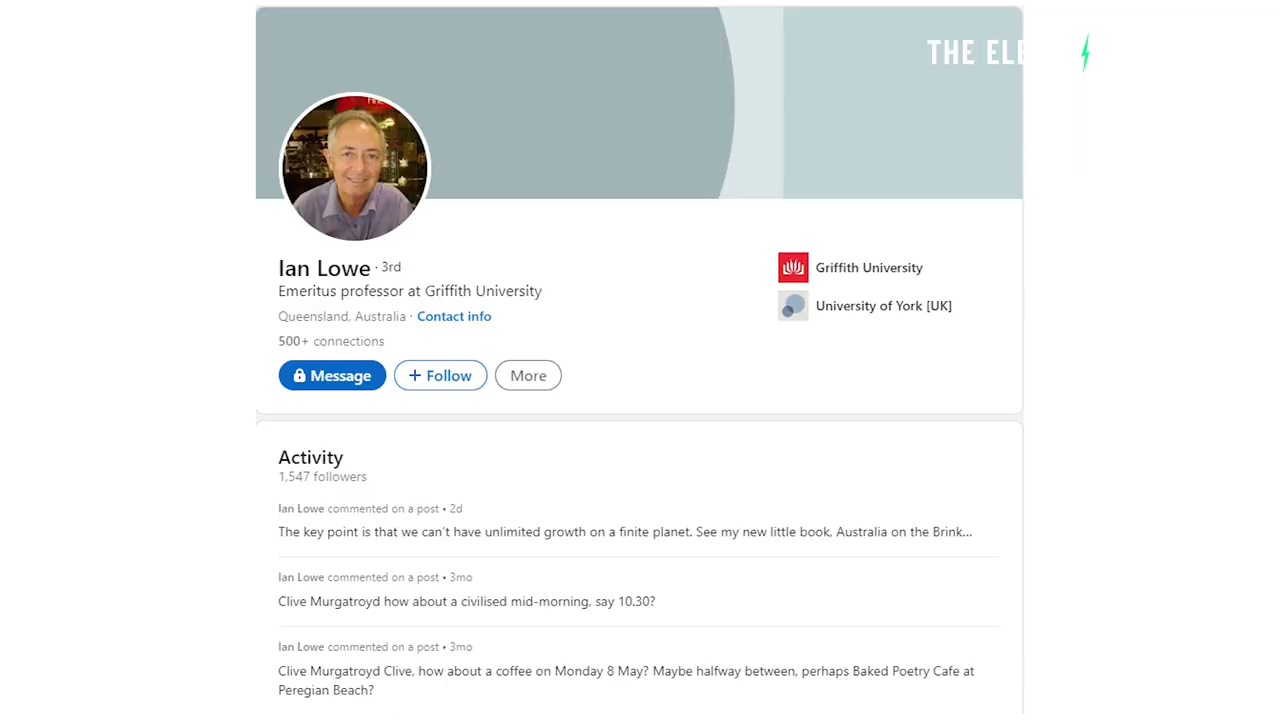 THE ELE
Ian Lowe · 3rd
Emeritus professor at Griffith University
Queensland, Australia · Contact info
500+ connections
Message
+ Follow
More
Griffith University
University of York [UK]
Activity
1,547 followers
Ian Lowe commented on a post • 2d
The key point is that we can't have unlimited growth on a finite planet. See my new little book, Australia on the Brink...
Ian Lowe commented on a post • 3mo
Clive Murgatroyd how about a civilised mid-morning, say 10.30?
Ian Lowe commented on a post • 3mo
Clive Murgatroyd Clive, how about a coffee on Monday 8 May? Maybe halfway between, perhaps Baked Poetry Cafe at
Peregian Beach?